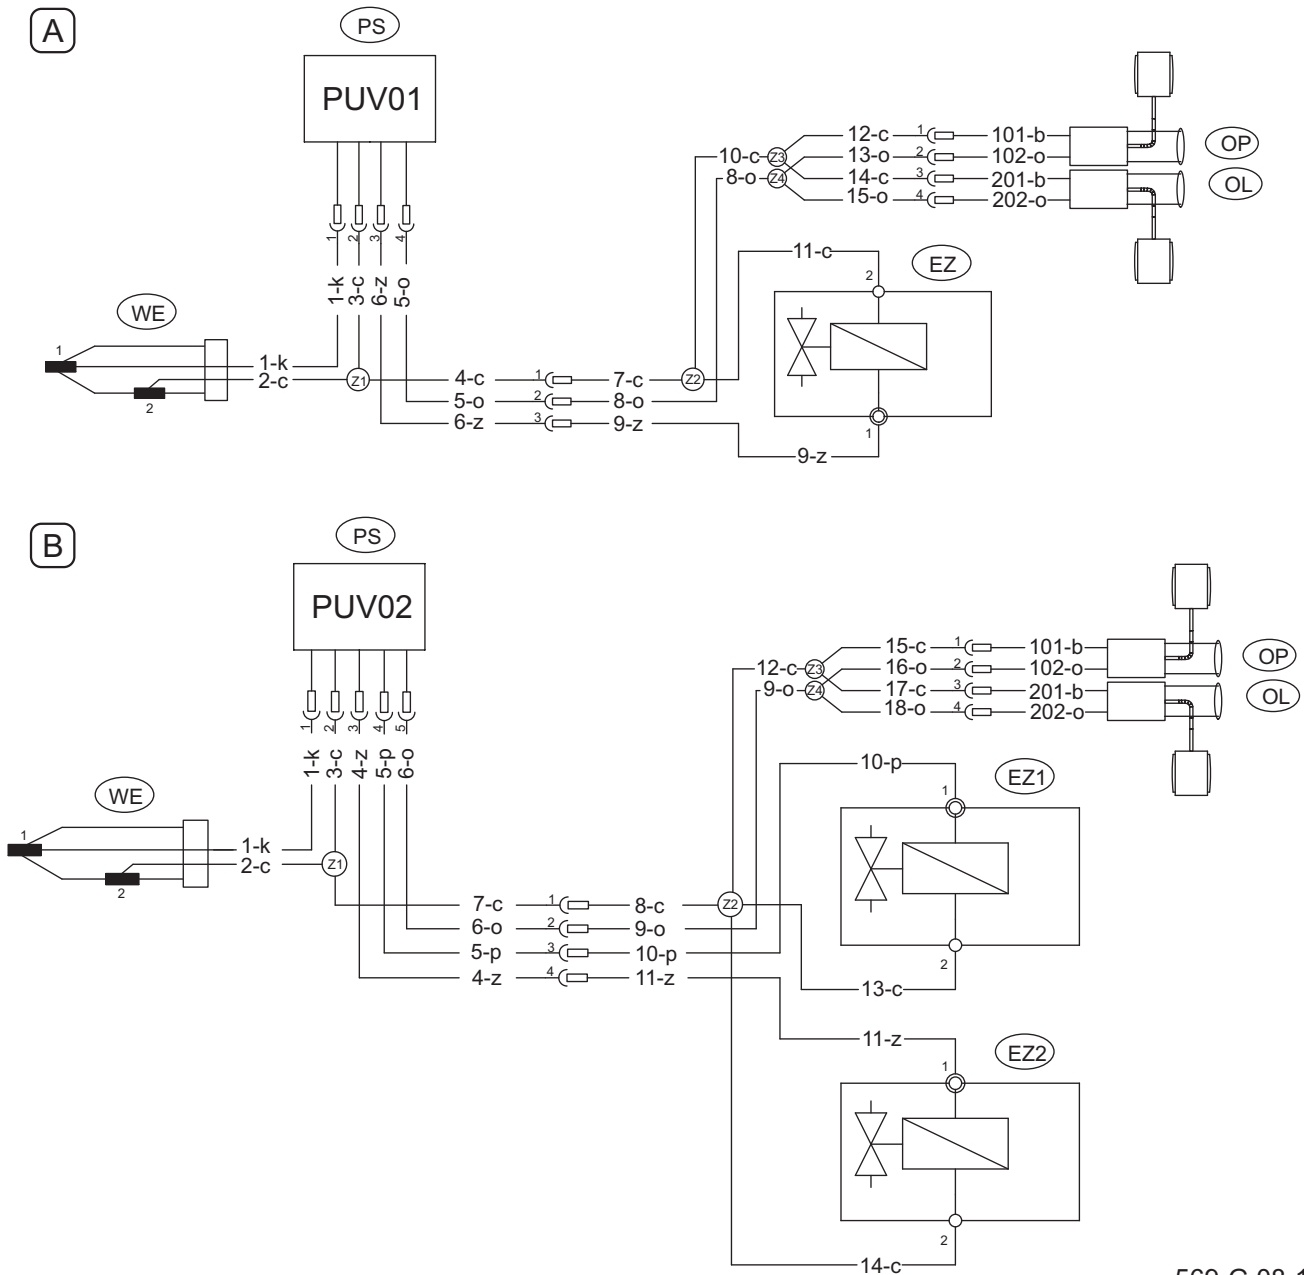 A
PS
PUV01
1 2 3 4
1-k 3-c 6-z 5-o
WE
1
2
1-k
2-c
Z1
4-c 1 7-c Z2
5-o 2 8-o
6-z 3 9-z
10-c Z3
8-o Z4
12-c 1 101-b
13-o 2 102-o
14-c 3 201-b
15-o 4 202-o
OP
OL
11-c
EZ
2
1
9-z
B
PS
PUV02
1 2 3 4 5
1-k 3-c 4-z 5-p 6-o
WE
1
2
1-k
2-c
Z1
7-c 1 8-c Z2
6-o 2 9-o
5-p 3 10-p
4-z 4 11-z
12-c Z3
9-o Z4
15-c 1 101-b
16-o 2 102-o
17-c 3 201-b
18-o 4 202-o
OP
OL
10-p
EZ1
1
2
13-c
11-z
EZ2
1
2
14-c